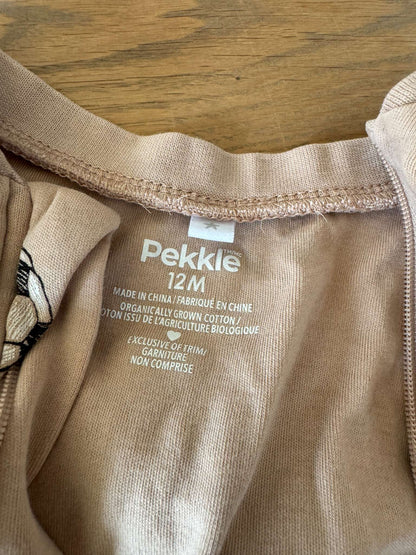 Pekkle
12M
MADE IN CHINA / FABRIQUÉ EN CHINE
ORGANICALLY GROWN COTTON /
OTON ISSU DE L'AGRICULTURE BIOLOGIQUE
EXCLUSIVE OF TRIM/
GARNITURE
NON COMPRISE